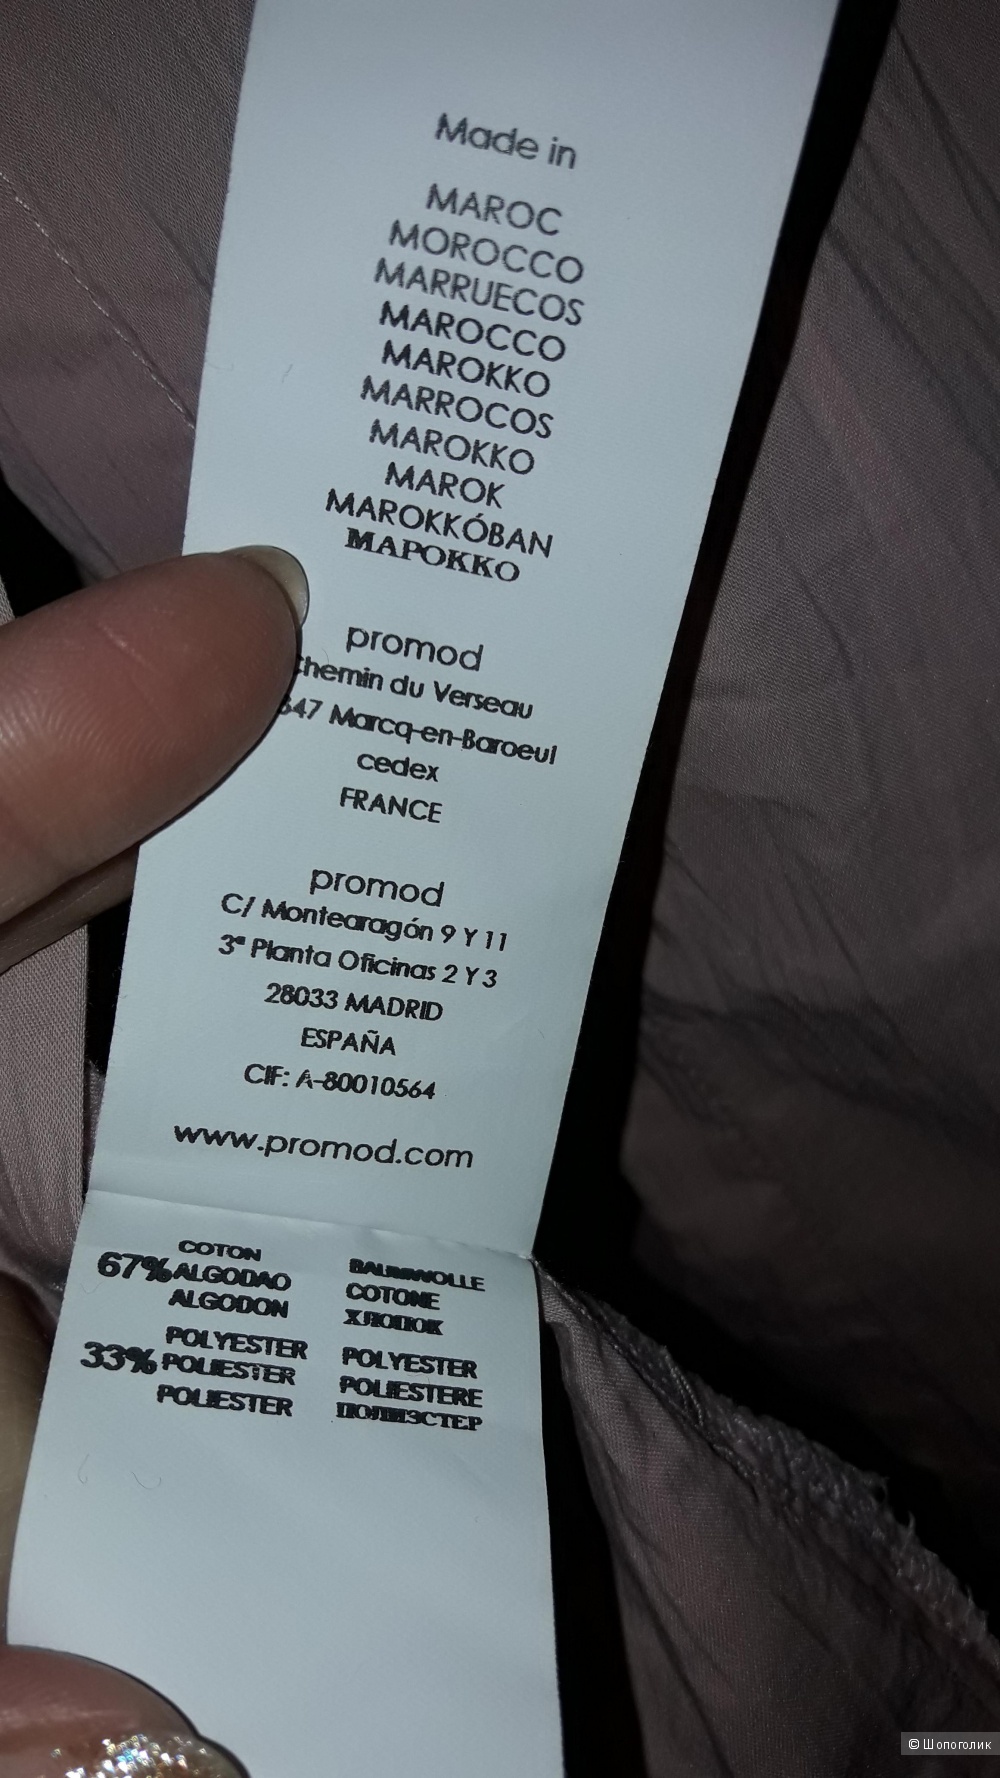 Made in
MAROC
MOROCCO
MARRUECOS
MAROCCO
MAROKKO
MARROCOS
MAROKKO
MAROK
MAROKKÓBAN
МАРОККО
promod
Chemin du Verseau
647 Marcq-en-Baroeul
cedex
FRANCE
promod
C/ Montearagón 9 Y 11
3ª Planta Oficinas 2 Y 3
28033 MADRID
ESPAÑA
CIF: A-80010564
www.promod.com
COTON BAUMWOLLE
67% ALGODAO COTONE
ALGODON ХЛОПОК
POLYESTER POLYESTER
33% POLIESTER POLIESTERE
POLIESTER ПОЛИЭСТЕР
© Шопоголик